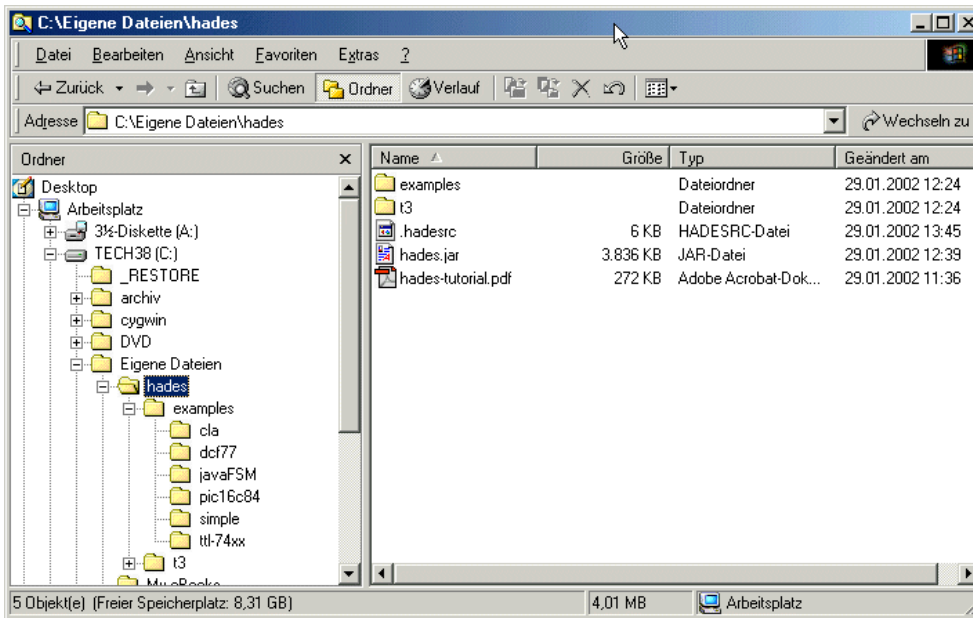 C:\Eigene Dateien\hades
Datei Bearbeiten Ansicht Favoriten Extras ?
Zurück Suchen Ordner Verlauf
Adresse C:\Eigene Dateien\hades Wechseln zu
Ordner
Desktop
Arbeitsplatz
3½-Diskette (A:)
TECH38 (C:)
_RESTORE
archiv
cygwin
DVD
Eigene Dateien
hades
examples
cla
dcf77
javaFSM
pic16c84
simple
ttl-74xx
t3
Name Größe Typ Geändert am
examples Dateiordner 29.01.2002 12:24
t3 Dateiordner 29.01.2002 12:24
.hadesrc 6 KB HADESRC-Datei 29.01.2002 13:45
hades.jar 3.836 KB JAR-Datei 29.01.2002 12:39
hades-tutorial.pdf 272 KB Adobe Acrobat-Dok... 29.01.2002 11:36
5 Objekt(e) (Freier Speicherplatz: 8,31 GB) 4,01 MB Arbeitsplatz